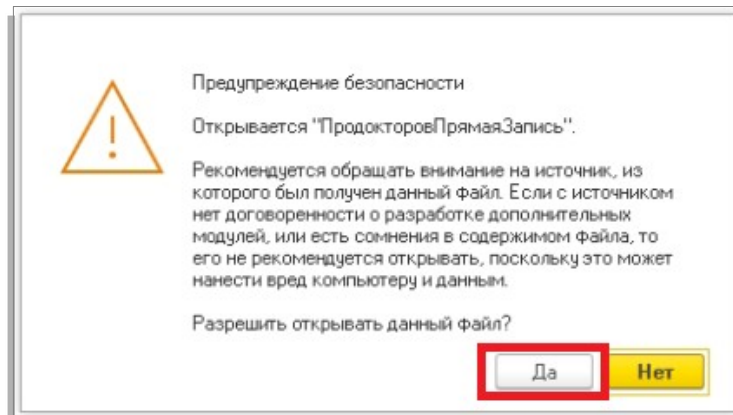 Предупреждение безопасности
Открывается "ПродокторовПрямаяЗапись".
Рекомендуется обращать внимание на источник, из
которого был получен данный файл. Если с источником
нет договоренности о разработке дополнительных
модулей, или есть сомнения в содержимом файла, то
его не рекомендуется открывать, поскольку это может
нанести вред компьютеру и данным.
Разрешить открывать данный файл?
Да Нет